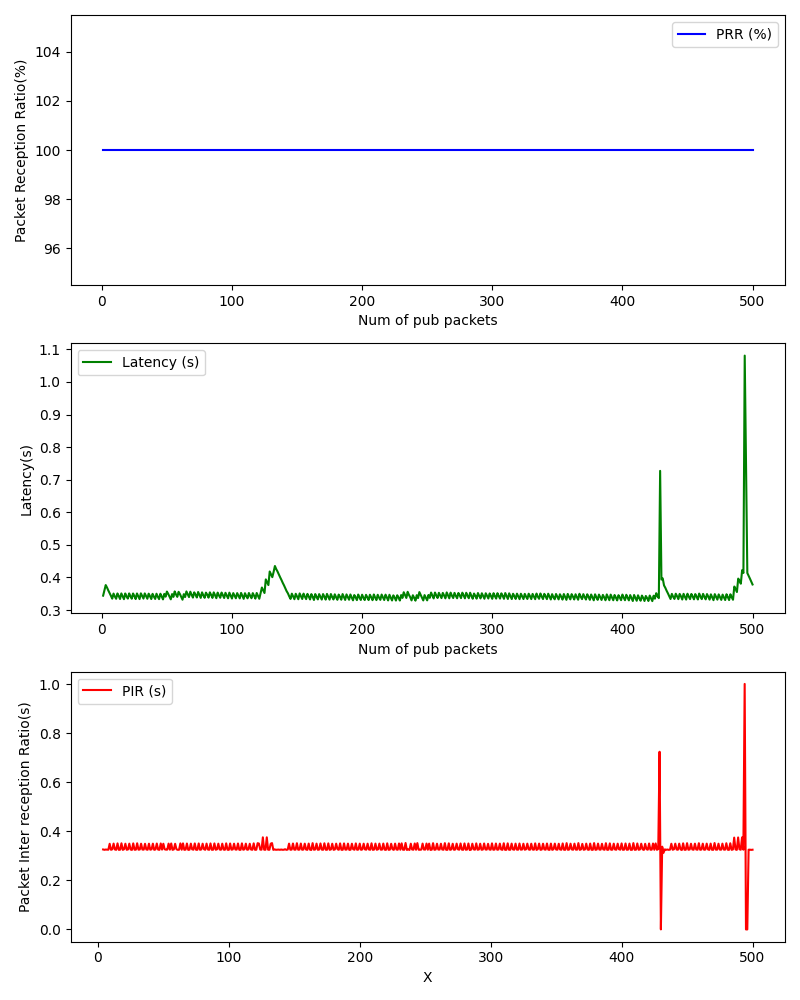 PRR (%)
Packet Reception Ratio(%)
104
102
100
98
96
0 100 200 300 400 500
Num of pub packets
Latency (s)
Latency(s)
1.1
1.0
0.9
0.8
0.7
0.6
0.5
0.4
0.3
0 100 200 300 400 500
Num of pub packets
PIR (s)
Packet Inter reception Ratio(s)
1.0
0.8
0.6
0.4
0.2
0.0
0 100 200 300 400 500
X